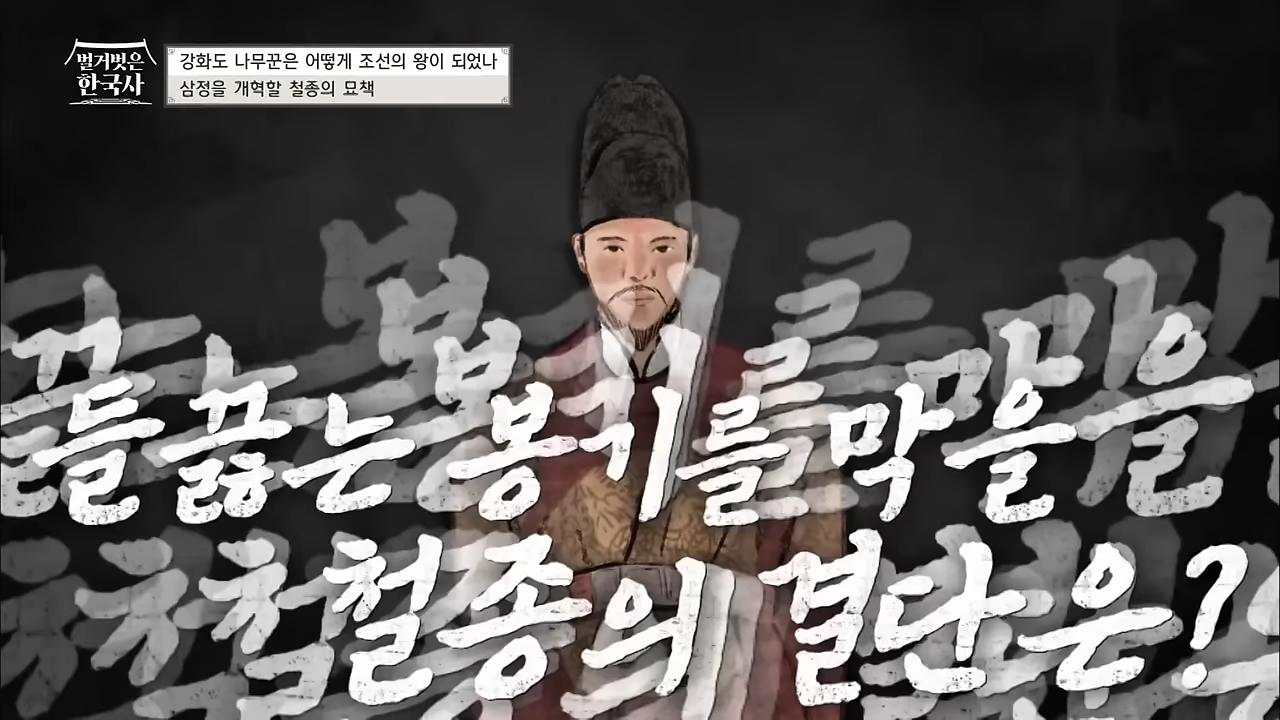 벌거벗은
한국사
강화도 나무꾼은 어떻게 조선의 왕이 되었나
삼정을 개혁할 철종의 묘책
들끓는 봉기를 막을
철종의 결단은?